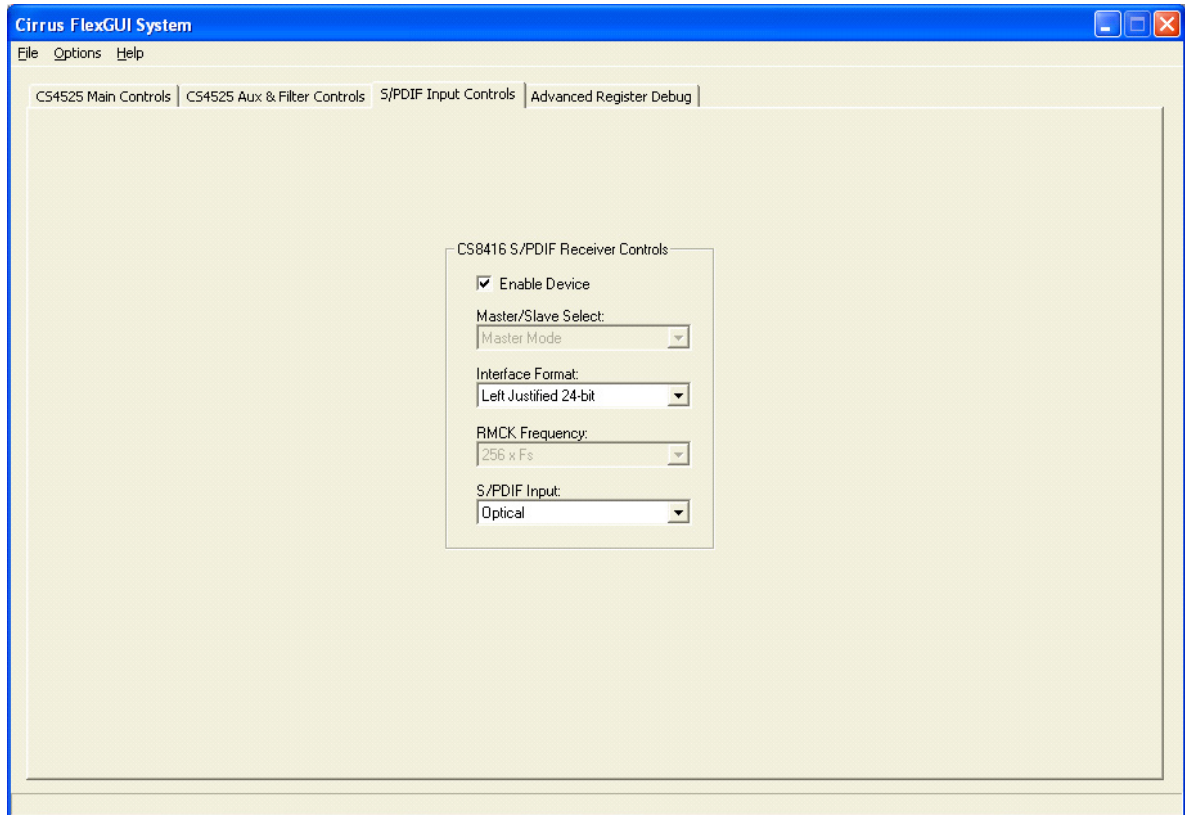 Cirrus FlexGUI System
File Options Help
CS4525 Main Controls CS4525 Aux & Filter Controls S/PDIF Input Controls Advanced Register Debug
CS8416 S/PDIF Receiver Controls
Enable Device
Master/Slave Select:
Master Mode
Interface Format:
Left Justified 24-bit
RMCK Frequency:
256 x Fs
S/PDIF Input:
Optical